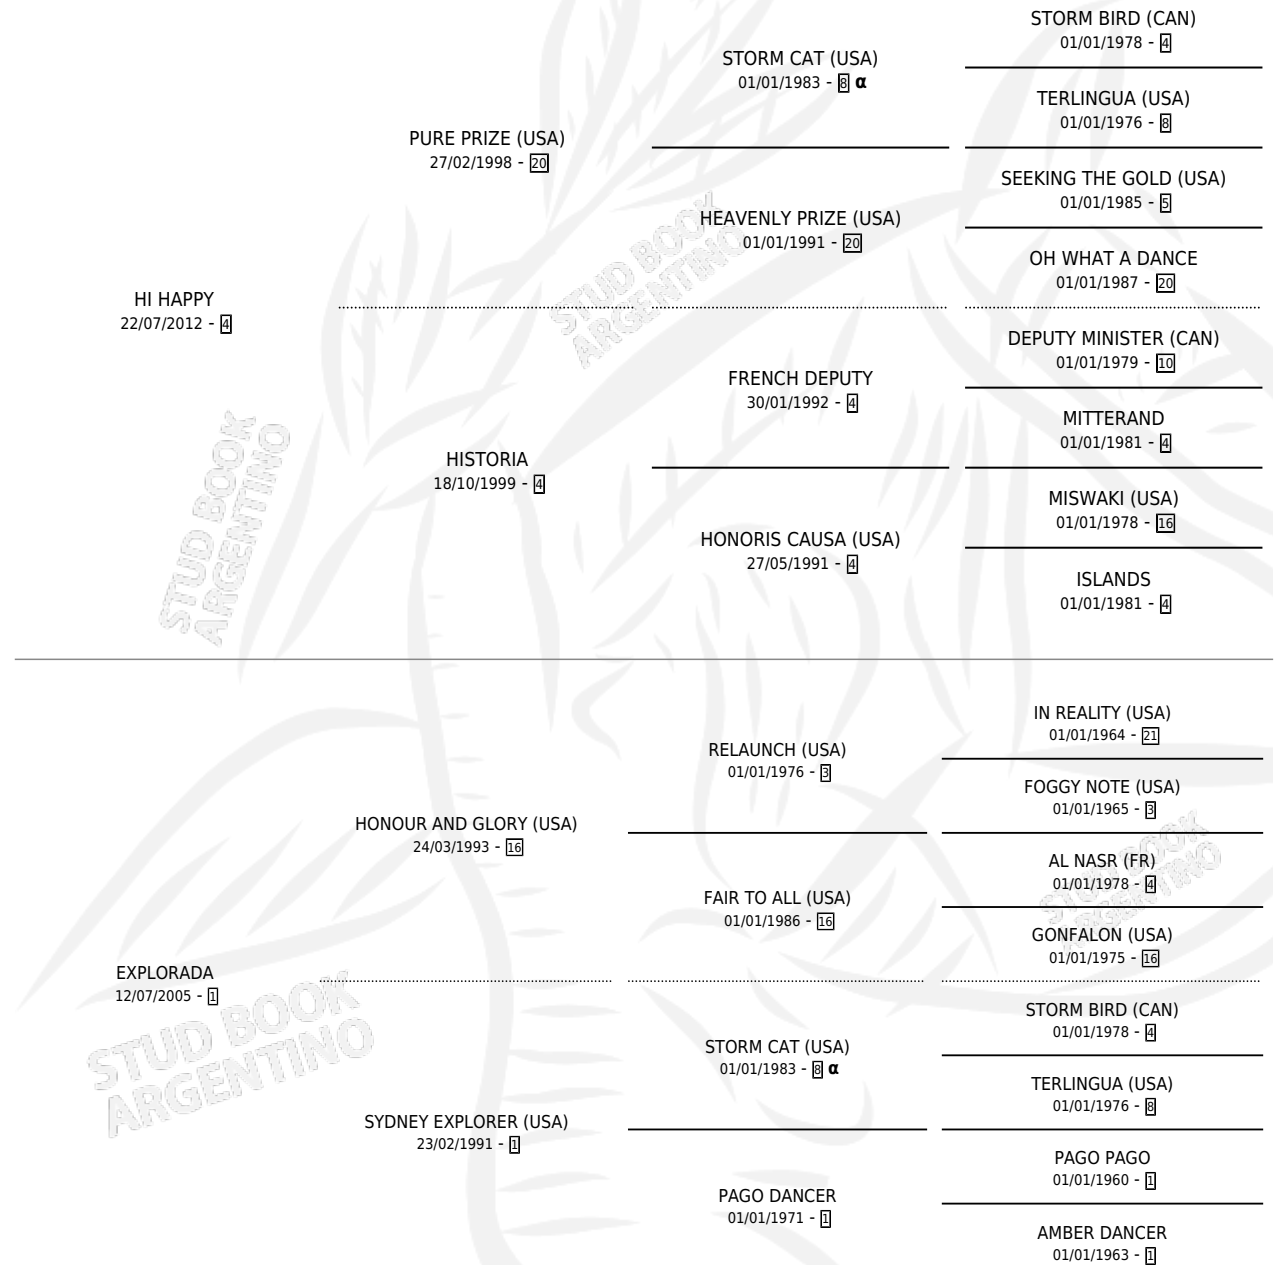 STORM BIRD (CAN)
01/01/1978 - 4
STORM CAT (USA)
01/01/1983 - 8 α
TERLINGUA (USA)
01/01/1976 - 8
PURE PRIZE (USA)
27/02/1998 - 20
SEEKING THE GOLD (USA)
01/01/1985 - 5
HEAVENLY PRIZE (USA)
01/01/1991 - 20
OH WHAT A DANCE
01/01/1987 - 20
HI HAPPY
22/07/2012 - 4
DEPUTY MINISTER (CAN)
01/01/1979 - 10
FRENCH DEPUTY
30/01/1992 - 4
MITTERAND
01/01/1981 - 4
HISTORIA
18/10/1999 - 4
MISWAKI (USA)
01/01/1978 - 16
HONORIS CAUSA (USA)
27/05/1991 - 4
ISLANDS
01/01/1981 - 4
IN REALITY (USA)
01/01/1964 - 21
RELAUNCH (USA)
01/01/1976 - 3
FOGGY NOTE (USA)
01/01/1965 - 3
HONOUR AND GLORY (USA)
24/03/1993 - 16
AL NASR (FR)
01/01/1978 - 4
FAIR TO ALL (USA)
01/01/1986 - 16
GONFALON (USA)
01/01/1975 - 16
EXPLORADA
12/07/2005 - 1
STORM BIRD (CAN)
01/01/1978 - 4
STORM CAT (USA)
01/01/1983 - 8 α
TERLINGUA (USA)
01/01/1976 - 8
SYDNEY EXPLORER (USA)
23/02/1991 - 1
PAGO PAGO
01/01/1960 - 1
PAGO DANCER
01/01/1971 - 1
AMBER DANCER
01/01/1963 - 1
STUD BOOK
ARGENTINO
STUD BOOK
ARGENTINO
STUD BOOK
ARGENTINO
STUD BOOK
ARGENTINO